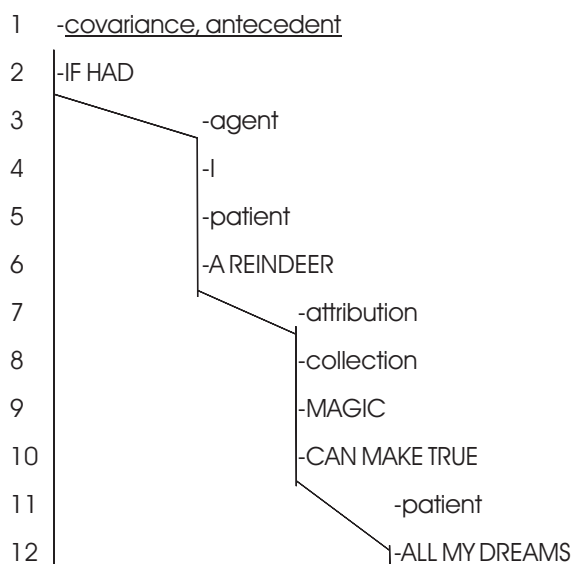 1 -covariance, antecedent
2 -IF HAD
3 -agent
4 -I
5 -patient
6 -A REINDEER
7 -attribution
8 -collection
9 -MAGIC
10 -CAN MAKE TRUE
11 -patient
12 -ALL MY DREAMS